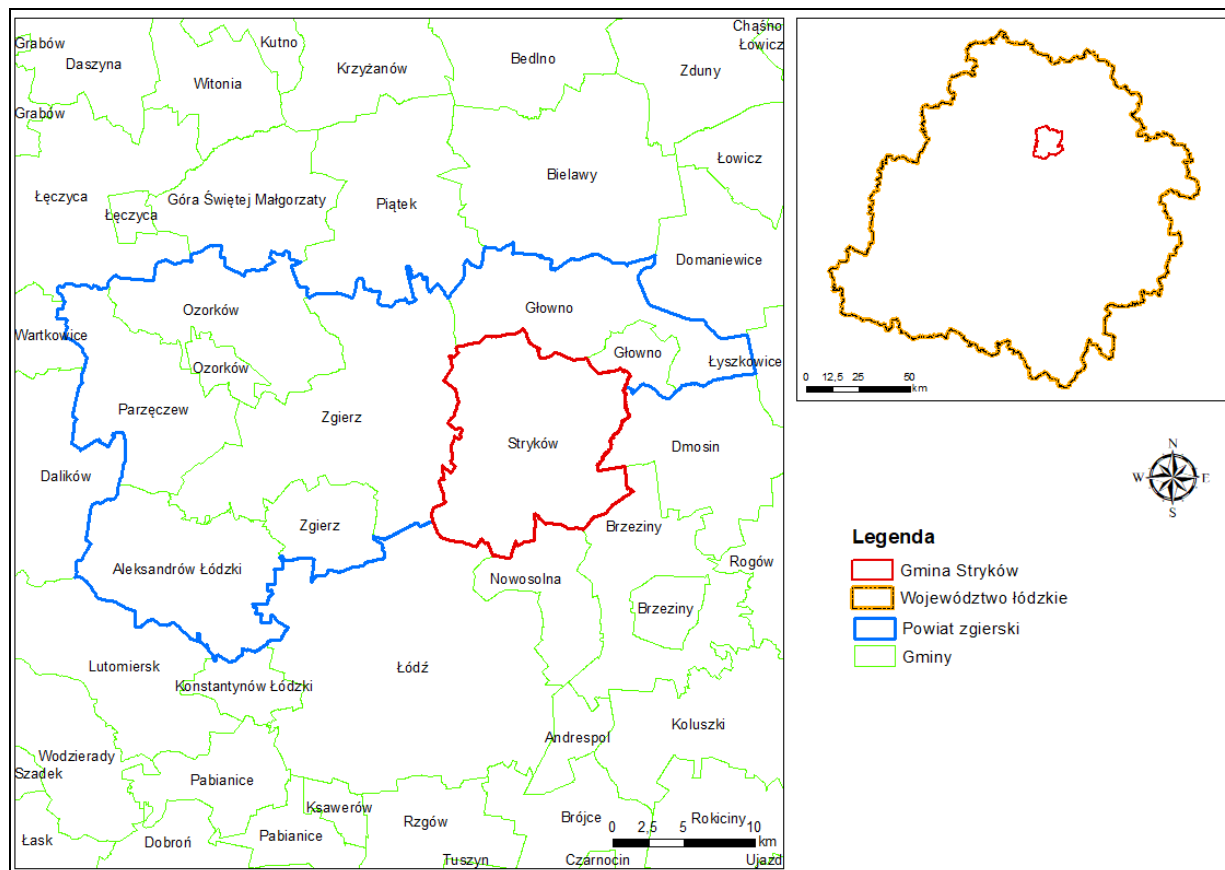 Chąśno
Grabów
Kutno
Bedlno
Łowicz
Daszyna
Krzyżanów
Zduny
Witonia
Grabów
Łowicz
Bielawy
Łęczyca
Góra Świętej Małgorzaty
Piątek
Łęczyca
Domaniewice
Ozorków
Głowno
Wartkowice
Głowno
Łyszkowice
Ozorków
Parzęczew
Zgierz
Stryków
Dmosin
Dalików
Zgierz
Brzeziny
Rogów
Aleksandrów Łódzki
Nowosolna
Brzeziny
Lutomiersk
Łódź
Konstantynów Łódzki
Koluszki
Andrespol
Wodzierady
Szadek
Pabianice
Ksawerów
Rzgów
Brójce
Rokiciny
Łask
Dobroń
Pabianice
Tuszyn
Czarnocin
Ujazd
0 2,5 5 10
km
0 12,5 25 50
km
N
W E
S
Legenda
Gmina Stryków
Województwo łódzkie
Powiat zgierski
Gminy